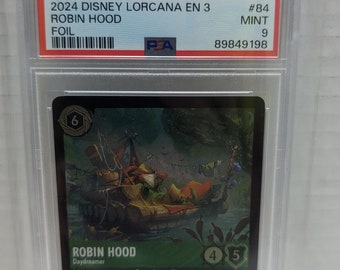 2024 DISNEY LORCANA EN 3 #84
ROBIN HOOD MINT
FOIL 9
PSA 89849198
6
ROBIN HOOD
Daydreamer
4 5